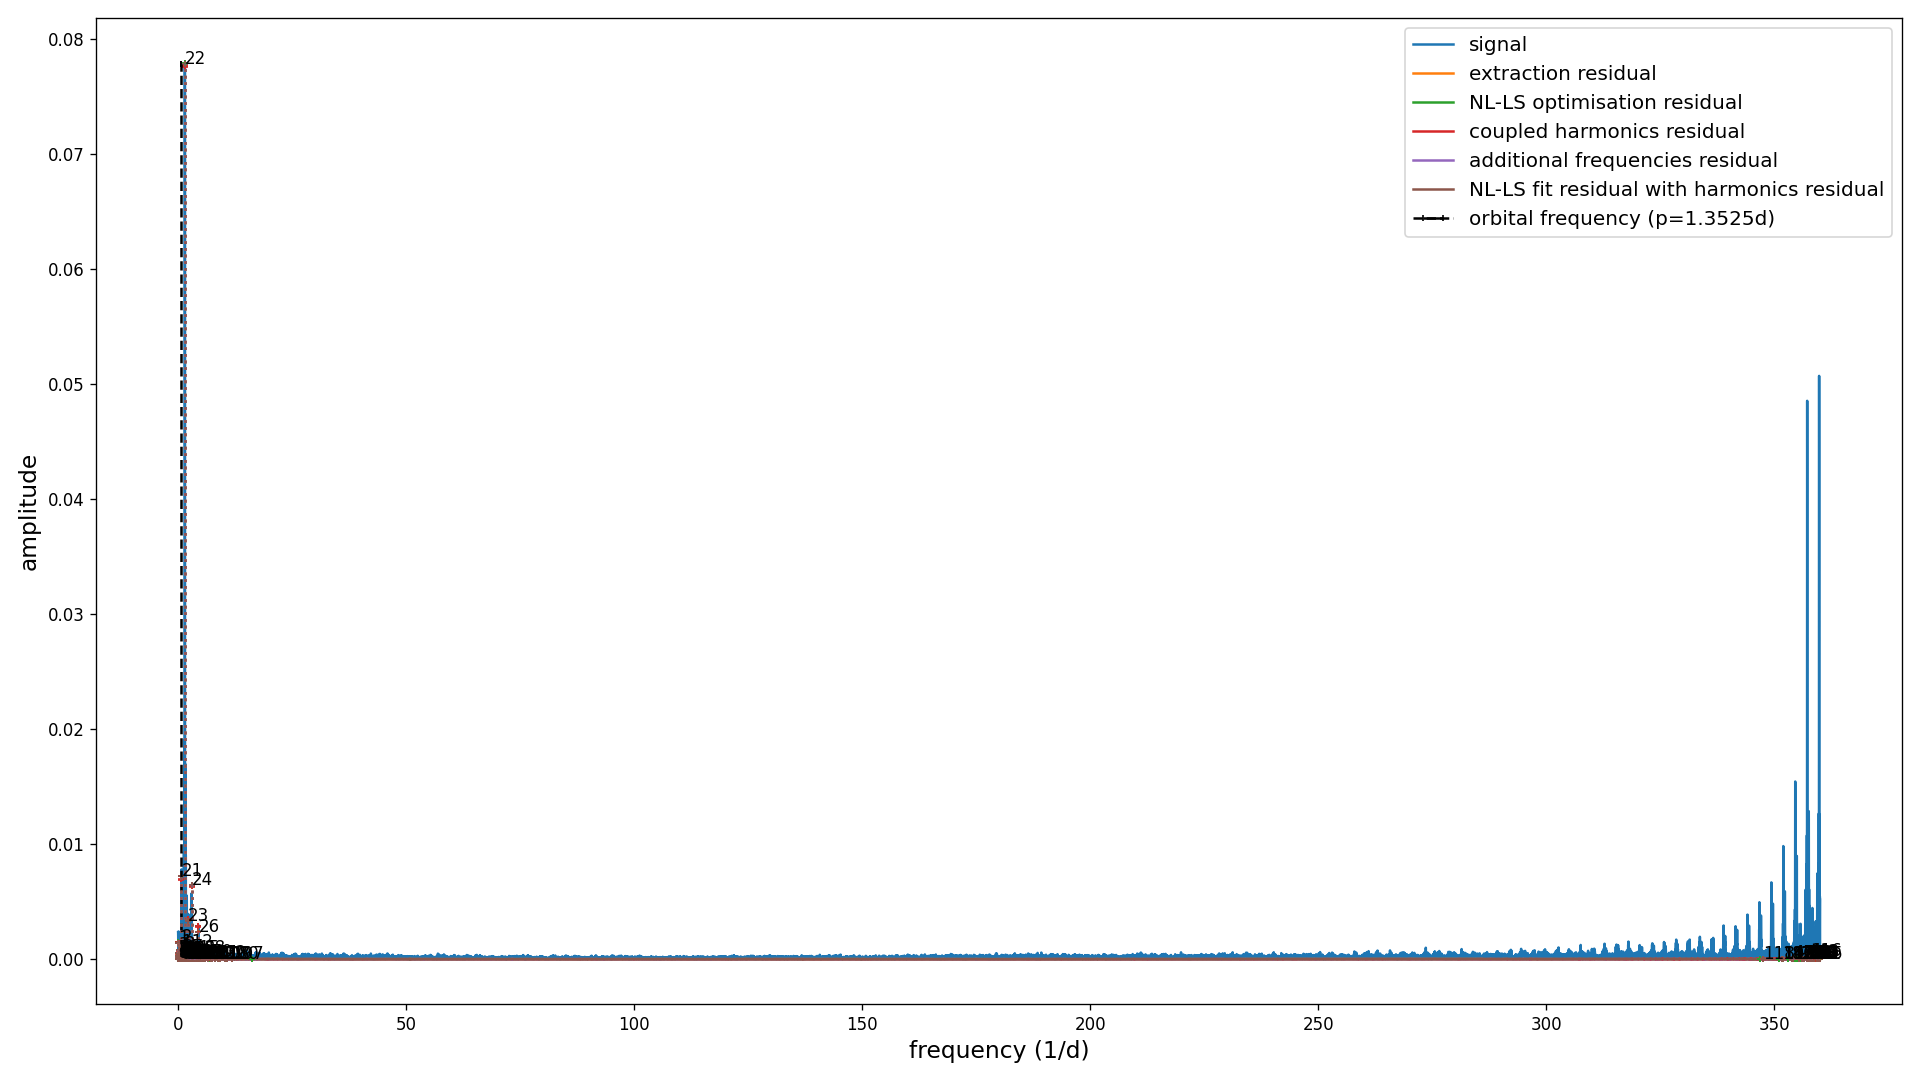 0.08
0.07
0.06
0.05
0.04
0.03
0.02
0.01
0.00
amplitude
22
21
24
23
26
signal
extraction residual
NL-LS optimisation residual
coupled harmonics residual
additional frequencies residual
NL-LS fit residual with harmonics residual
orbital frequency (p=1.3525d)
0 50 100 150 200 250 300 350
frequency (1/d)